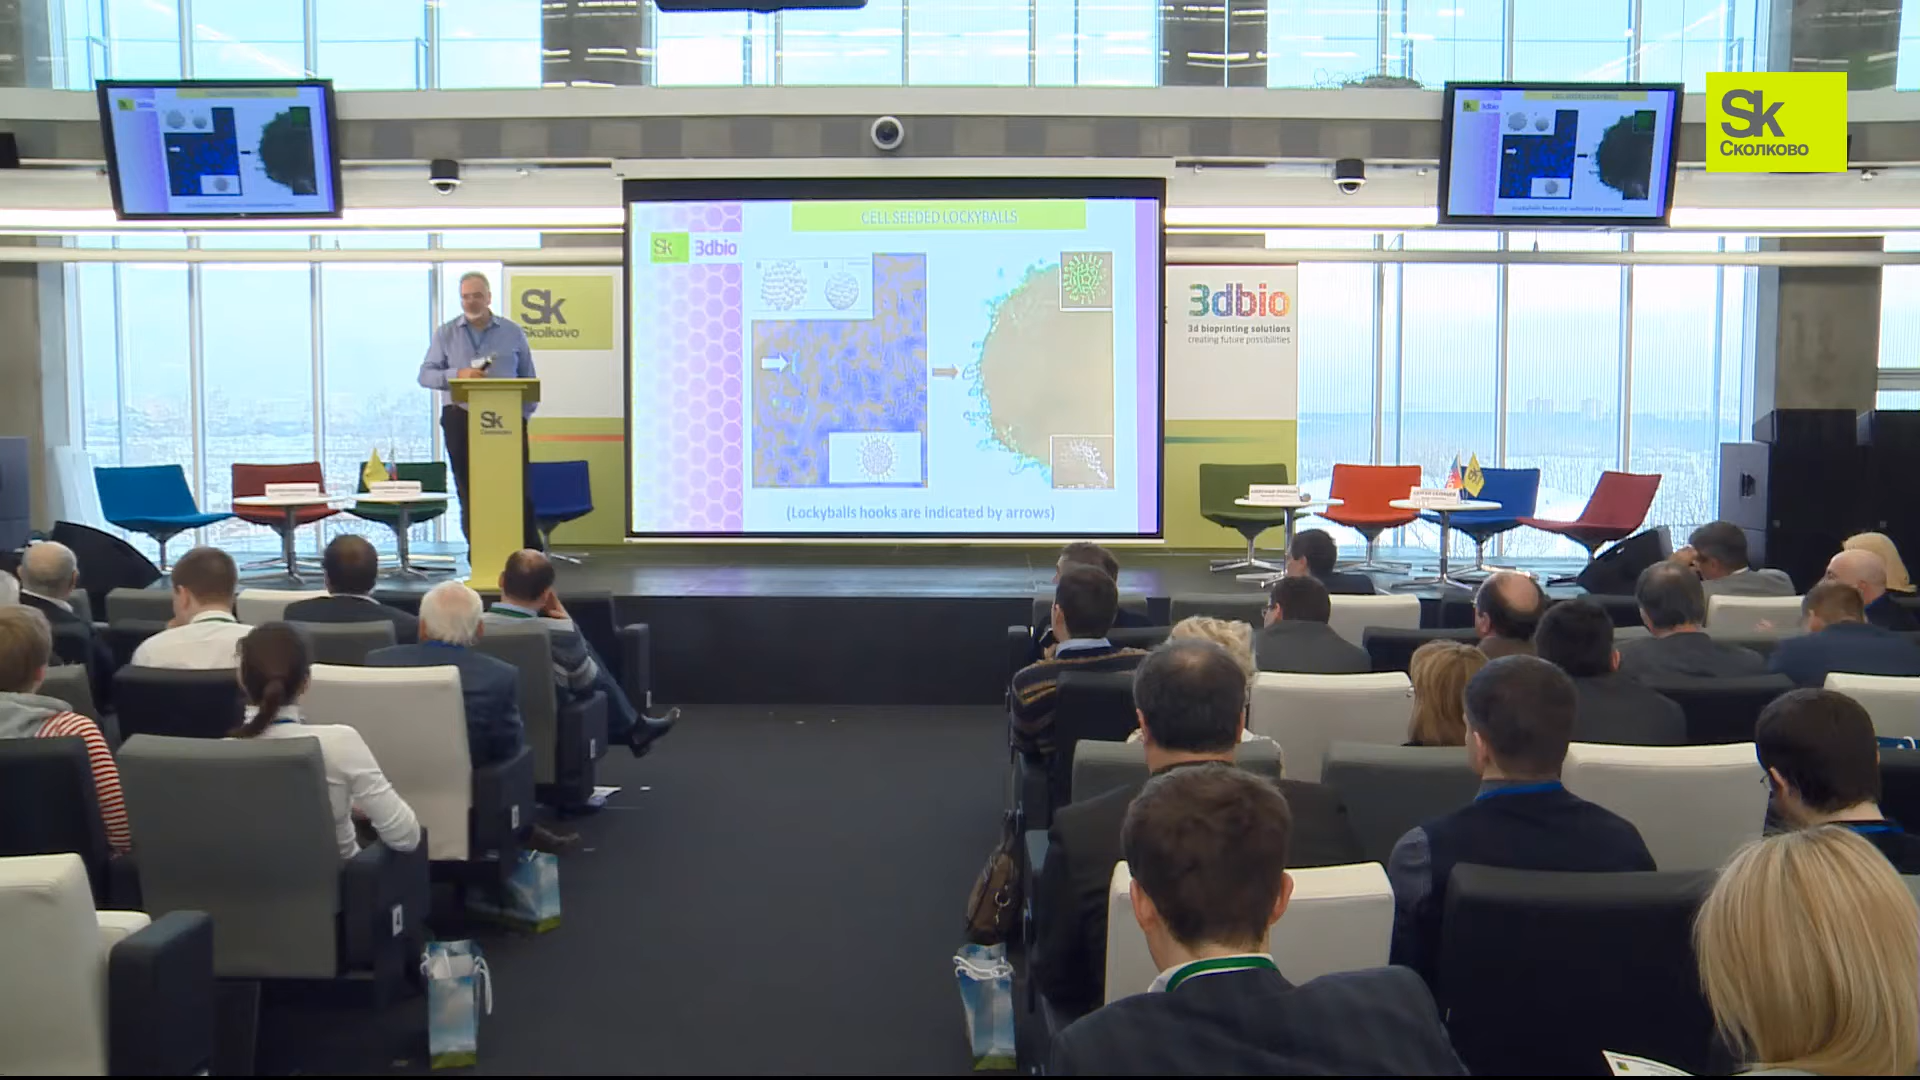 Sk
Сколково
CELL SEEDED LOCKYBALLS
Sk
3dbio
(Lockyballs hooks are indicated by arrows)
Sk
Skolkovo
3dbio
3d bioprinting solutions
creating future possibilities
Sk
4